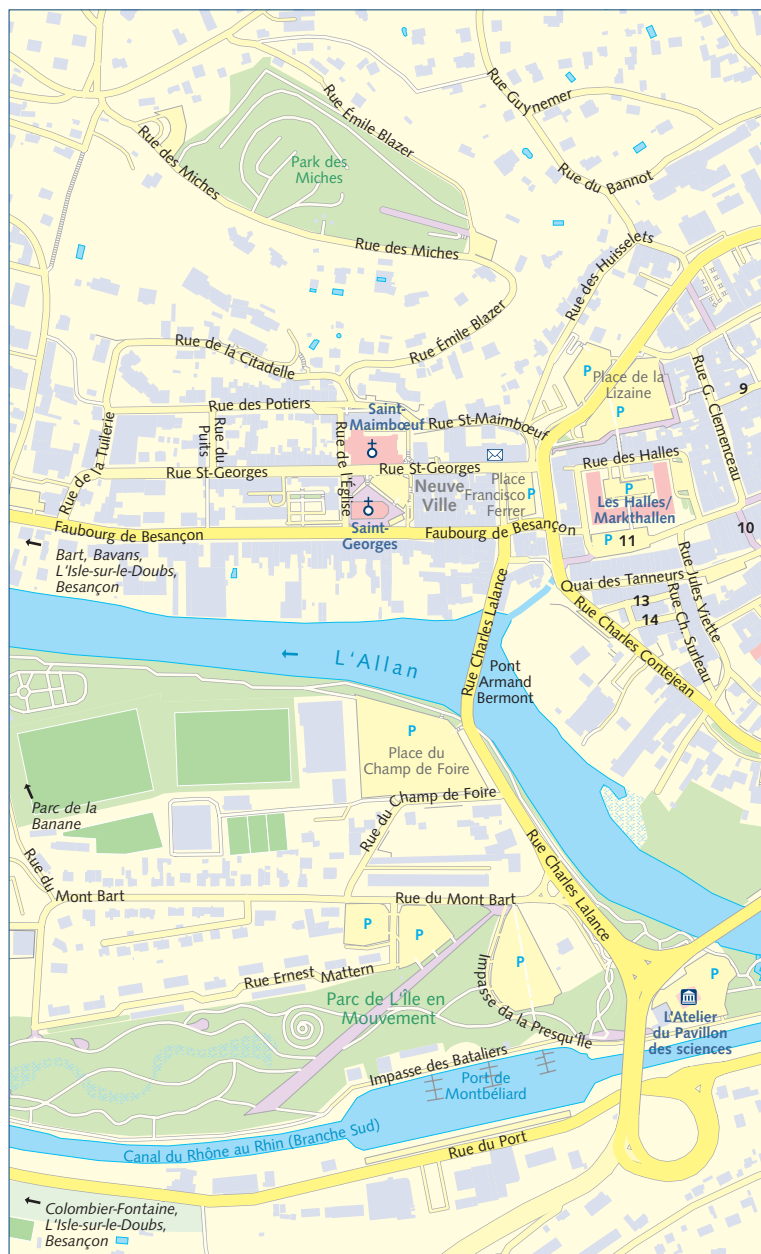 Rue Émile Blazer
Rue Guynemer
Park des
Miches
Rue des Miches
Rue du Bannot
Rue des Miches
Rue des Huisselets
Rue de la Citadelle
Rue Émile Blazer
P
Place de la
Lizaine
P
Rue G. Clemenceau
9
Rue des Potiers
Saint-
Maimbœuf
Rue St-Maimbœuf
Rue de la Tuilerie
Rue du
Puits
Rue de l'Église
Rue St-Georges
Rue St-Georges
Rue des Halles
Neuve
Ville
Place
Francisco
Ferrer
P
P
Les Halles/
Markthallen
Faubourg de Besançon
Saint-
Georges
Faubourg de Besançon
P
11
10
Bart, Bavans,
L'Isle-sur-le-Doubs,
Besançon
Quai des Tanneurs
13
14
Rue Jules Viette
Rue Ch. Surleau
Rue Charles Contejean
Rue Charles Lalance
L'Allan
Pont
Armand
Bermont
P
Place du
Champ de Foire
Parc de la
Banane
Rue du Champ de Foire
Rue Charles Lalance
Rue du
Mont Bart
Rue du Mont Bart
P
P
P
P
Rue Ernest Mattern
Impasse da la Presqu'Île
Parc de L'Île en
Mouvement
L'Atelier
du Pavillon
des sciences
Impasse des Bataliers
Port de
Montbéliard
Canal du Rhône au Rhin (Branche Sud)
Rue du Port
Colombier-Fontaine,
L'Isle-sur-le-Doubs,
Besançon